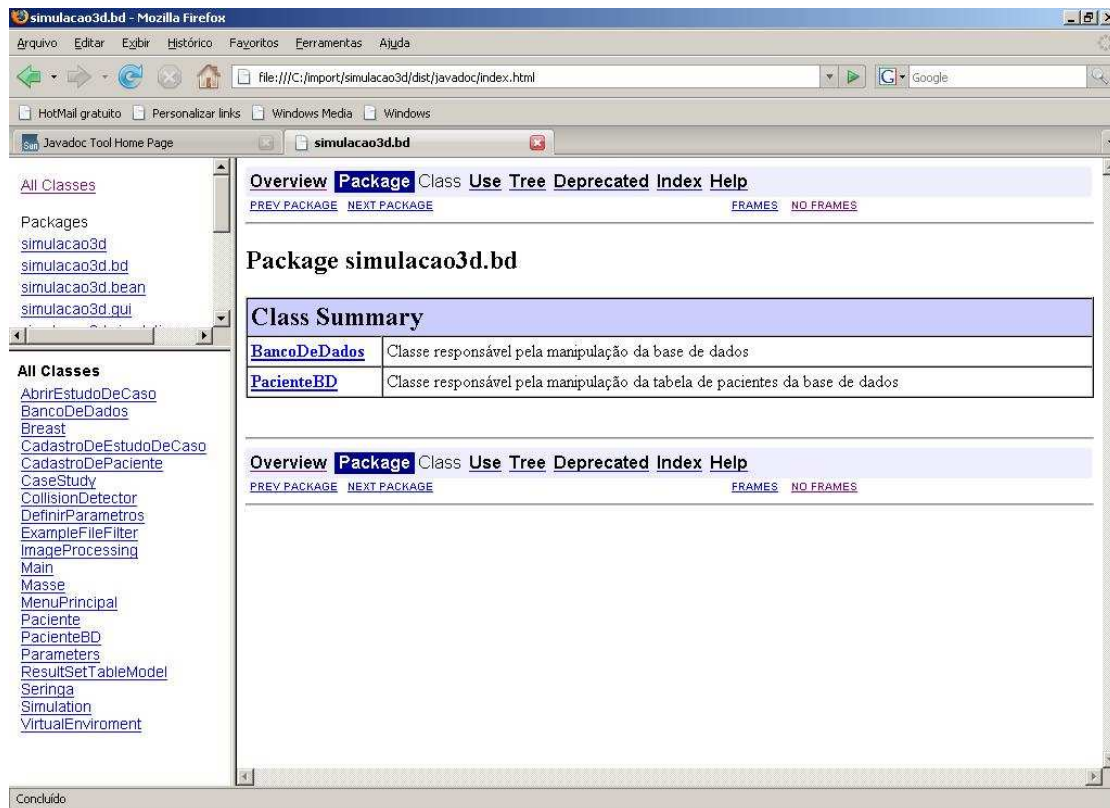 simulacao3d.bd - Mozilla Firefox
Arquivo Editar Exibir Histórico Favoritos Ferramentas Ajuda
file:///C:/import/simulacao3d/dist/javadoc/index.html
G Google
HotMail gratuito Personalizar links Windows Media Windows
Sun Javadoc Tool Home Page simulacao3d.bd
All Classes
Packages
simulacao3d
simulacao3d.bd
simulacao3d.bean
simulacao3d.gui
All Classes
AbrirEstudoDeCaso
BancoDeDados
Breast
CadastroDeEstudoDeCaso
CadastroDePaciente
CaseStudy
CollisionDetector
DefinirParametros
ExampleFileFilter
ImageProcessing
Main
Masse
MenuPrincipal
Paciente
PacienteBD
Parameters
ResultSetTableModel
Seringa
Simulation
VirtualEnviroment
Overview Package Class Use Tree Deprecated Index Help
PREV PACKAGE NEXT PACKAGE FRAMES NO FRAMES
Package simulacao3d.bd
Class Summary
BancoDeDados Classe responsável pela manipulação da base de dados
PacienteBD Classe responsável pela manipulação da tabela de pacientes da base de dados
Overview Package Class Use Tree Deprecated Index Help
PREV PACKAGE NEXT PACKAGE FRAMES NO FRAMES
Concluído